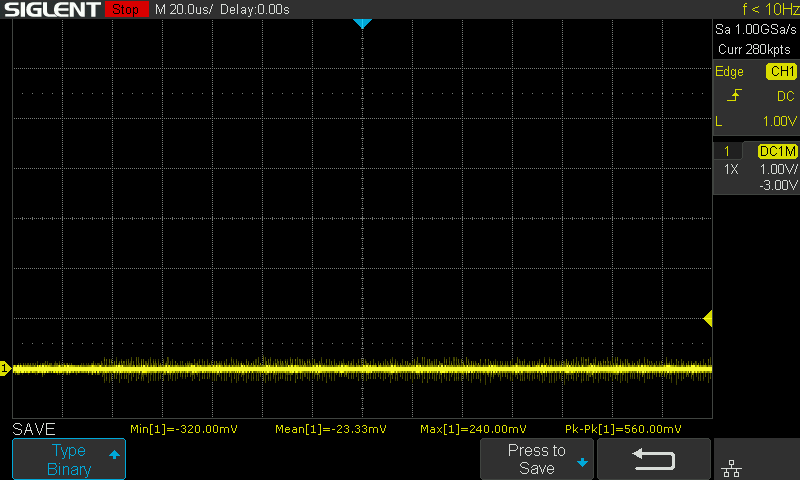 SIGLENT Stop M 20.0us/ Delay:0.00s f < 10Hz
Sa 1.00GSa/s
Curr 280kpts
Edge CH1
DC
L 1.00V
1 DC1M
1X 1.00V/
-3.00V
1
SAVE Min[1]=-320.00mV Mean[1]=-23.33mV Max[1]=240.00mV Pk-Pk[1]=560.00mV
Type
Binary
Press to
Save